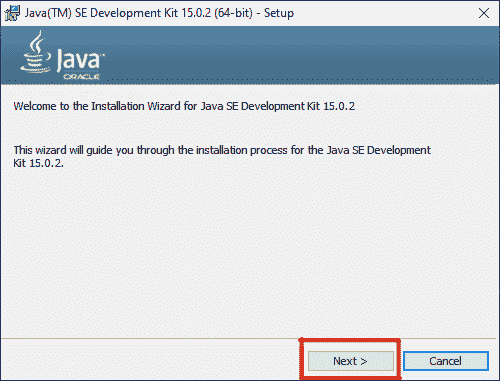 Java(TM) SE Development Kit 15.0.2 (64-bit) - Setup
Java
ORACLE
Welcome to the Installation Wizard for Java SE Development Kit 15.0.2
This wizard will guide you through the installation process for the Java SE Development
Kit 15.0.2.
Next >
Cancel